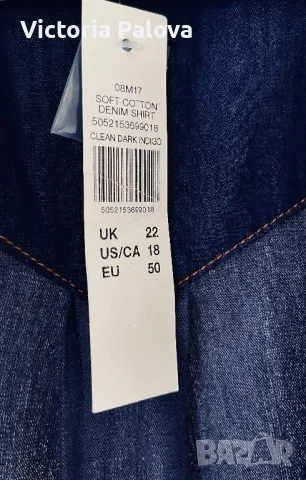 Victoria Palova
08M17
SOFT COTTON
DENIM SHIRT
5052153699018
CLEAN DARK INDIGO
5052153699018
UK 22
US/CA 18
EU 50
BAZAR